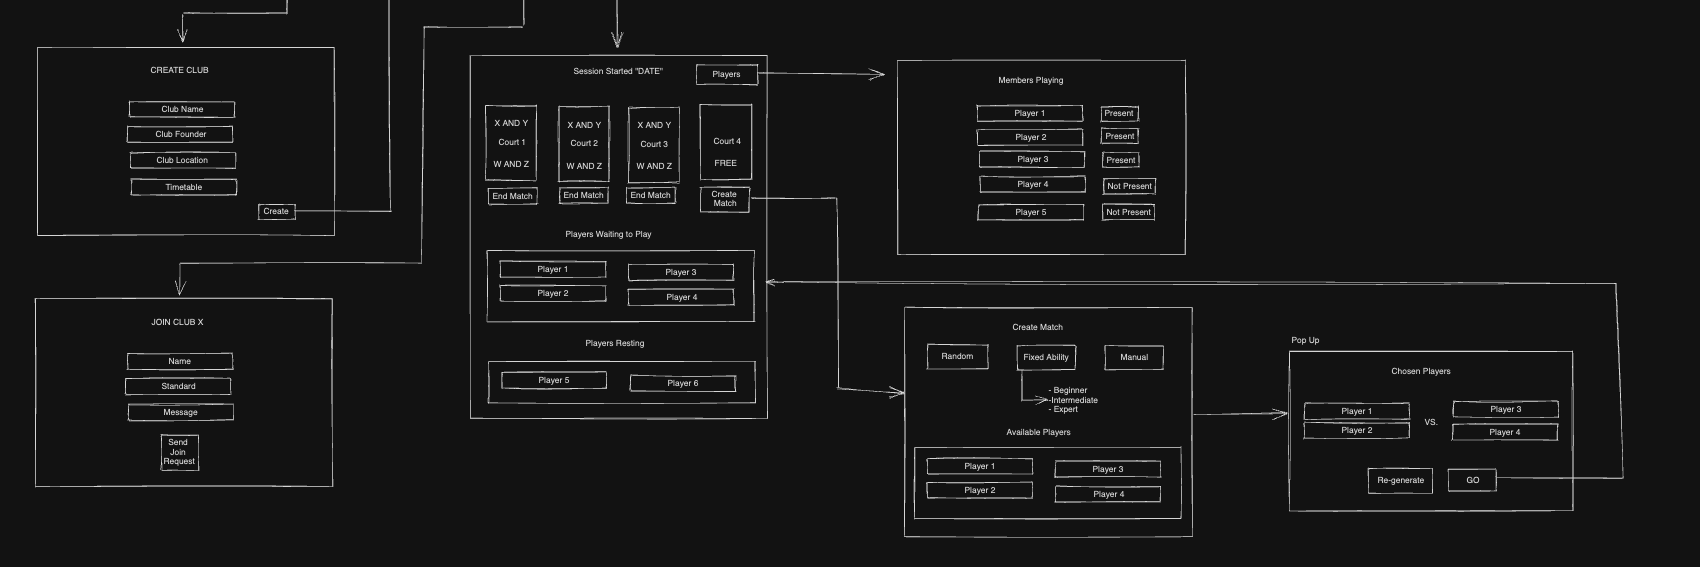 CREATE CLUB
Club Name
Club Founder
Club Location
Timetable
Create
JOIN CLUB X
Name
Standard
Message
Send
Join
Request
Session Started "DATE"
Players
X AND Y
Court 1
W AND Z
End Match
X AND Y
Court 2
W AND Z
End Match
X AND Y
Court 3
W AND Z
End Match
Court 4
FREE
Create
Match
Players Waiting to Play
Player 1
Player 3
Player 2
Player 4
Players Resting
Player 5
Player 6
Members Playing
Player 1
Present
Player 2
Present
Player 3
Present
Player 4
Not Present
Player 5
Not Present
Create Match
Random
Fixed Ability
Manual
- Beginner
-Intermediate
- Expert
Available Players
Player 1
Player 3
Player 2
Player 4
Pop Up
Chosen Players
Player 1
Player 2
VS.
Player 3
Player 4
Re-generate
GO